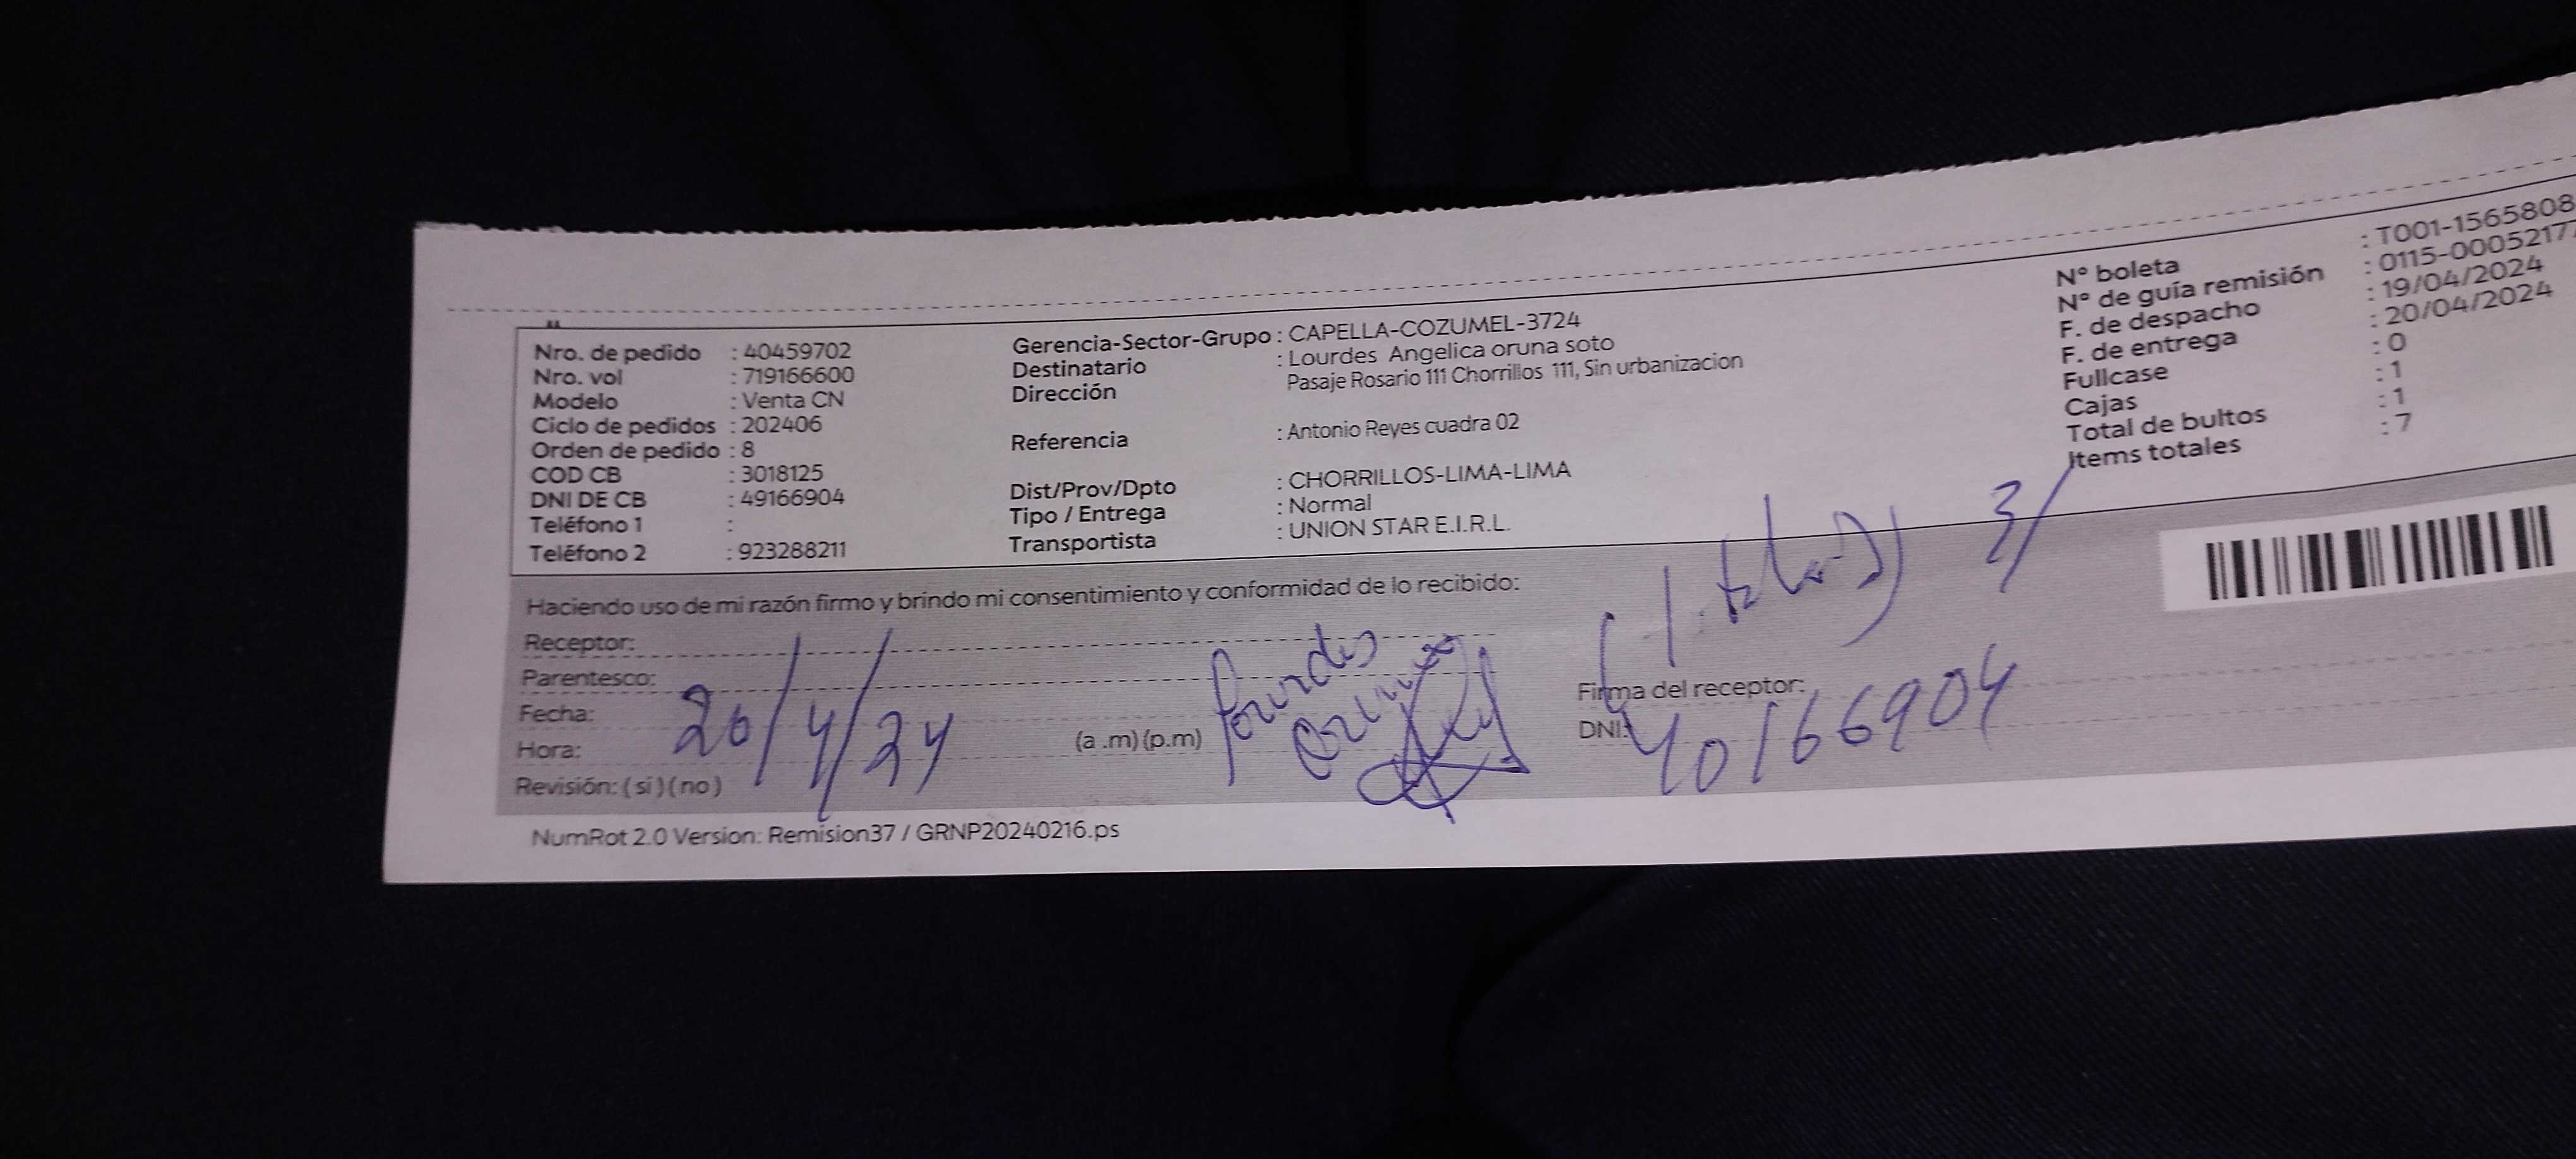 Nro. de pedido : 40459702
Nro. vol : 719166600
Modelo : Venta CN
Ciclo de pedidos : 202406
Orden de pedido : 8
COD CB : 3018125
DNI DE CB : 49166904
Teléfono 1 :
Teléfono 2 : 923288211
Gerencia-Sector-Grupo : CAPELLA-COZUMEL-3724
Destinatario : Lourdes Angelica oruna soto
Dirección Pasaje Rosario 111 Chorrillos 111, Sin urbanizacion
Referencia : Antonio Reyes cuadra 02
Dist/Prov/Dpto : CHORRILLOS-LIMA-LIMA
Tipo / Entrega : Normal
Transportista : UNION STAR E.I.R.L.
N° boleta : T001-1565808
N° de guía remisión : 0115-00052177
F. de despacho : 19/04/2024
F. de entrega : 20/04/2024
Fullcase : 0
Cajas : 1
Total de bultos : 1
Items totales : 7
Haciendo uso de mi razón firmo y brindo mi consentimiento y conformidad de lo recibido:
Receptor:
Parentesco:
Fecha: 20/4/24
Hora: (a .m) (p.m)
Revisión: ( si ) ( no )
Lourdes
Oruna
3/
Firma del receptor:
DNI: 40166904
NumRot 2.0 Version: Remision37 / GRNP20240216.ps